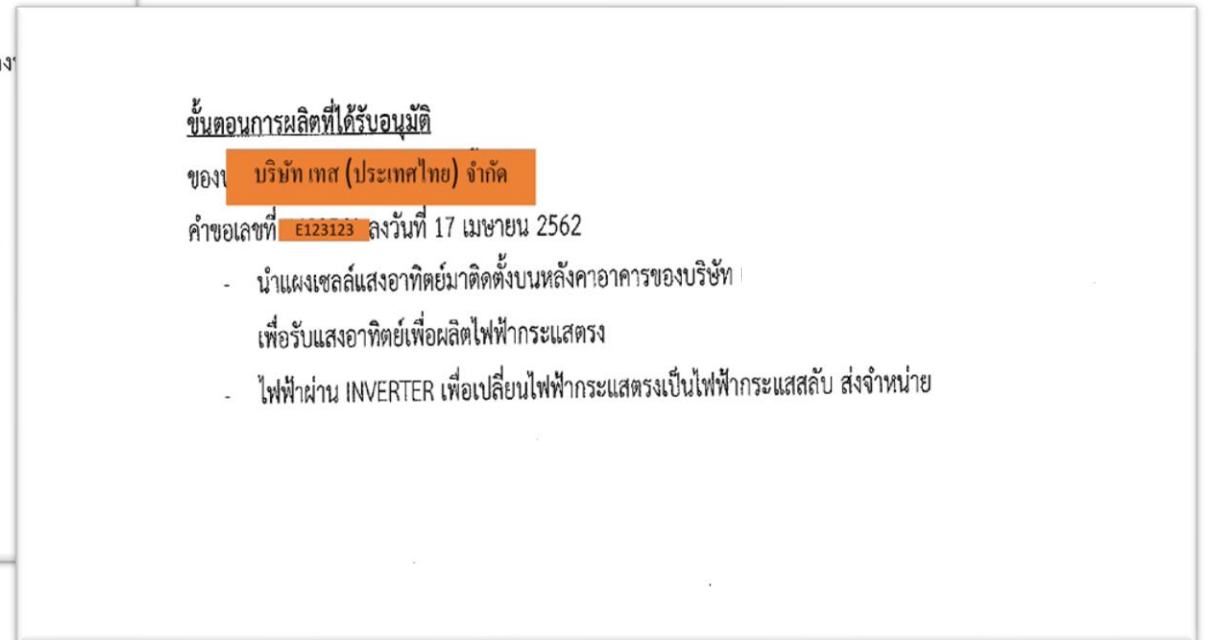 ขั้นตอนการผลิตที่ได้รับอนุมัติ
ของ บริษัท เทส (ประเทศไทย) จำกัด
คำขอเลขที่ E123123 ลงวันที่ 17 เมษายน 2562
- นำแผงเซลล์แสงอาทิตย์มาติดตั้งบนหลังคาอาคารของบริษัท
เพื่อรับแสงอาทิตย์เพื่อผลิตไฟฟ้ากระแสตรง
- ไฟฟ้าผ่าน INVERTER เพื่อเปลี่ยนไฟฟ้ากระแสตรงเป็นไฟฟ้ากระแสสลับ ส่งจำหน่าย